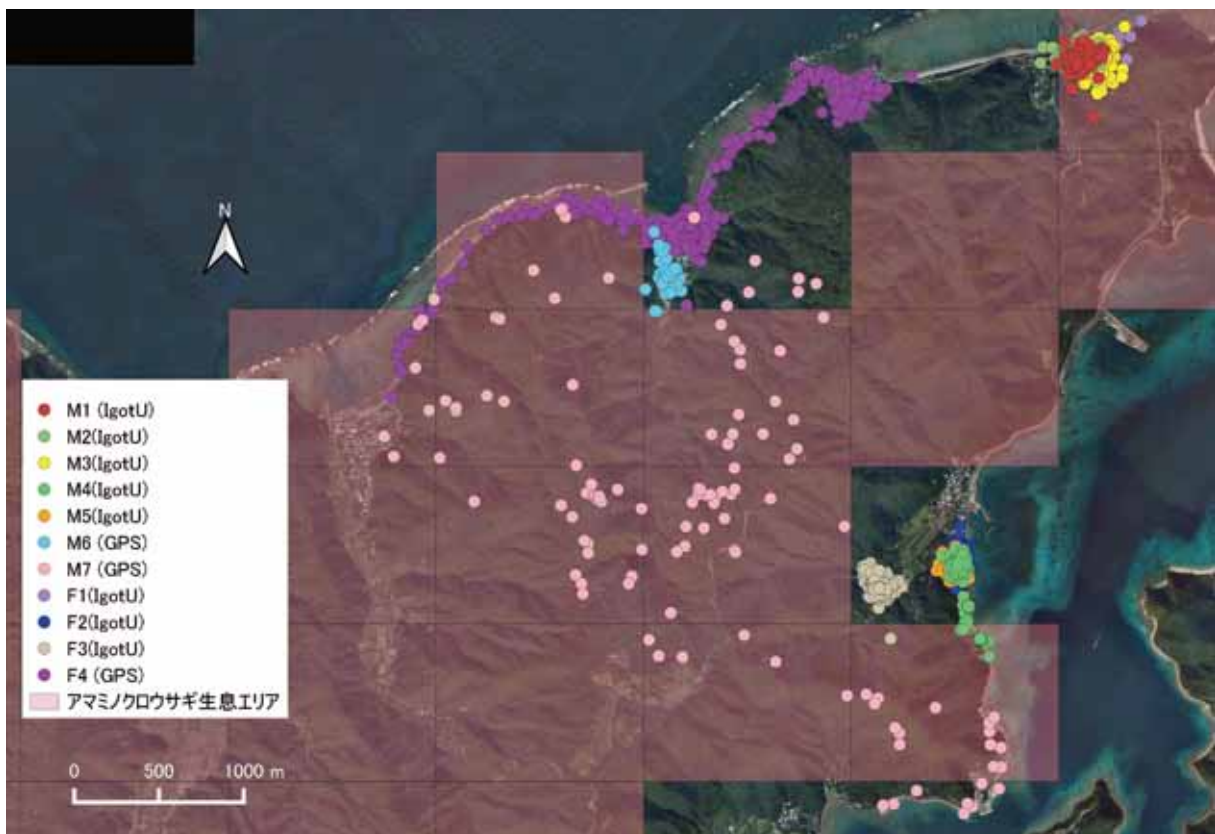 N
M1 (IgotU)
M2(IgotU)
M3(IgotU)
M4(IgotU)
M5(IgotU)
M6 (GPS)
M7 (GPS)
F1(IgotU)
F2(IgotU)
F3(IgotU)
F4 (GPS)
アマミノクロウサギ生息エリア
0 500 1000 m